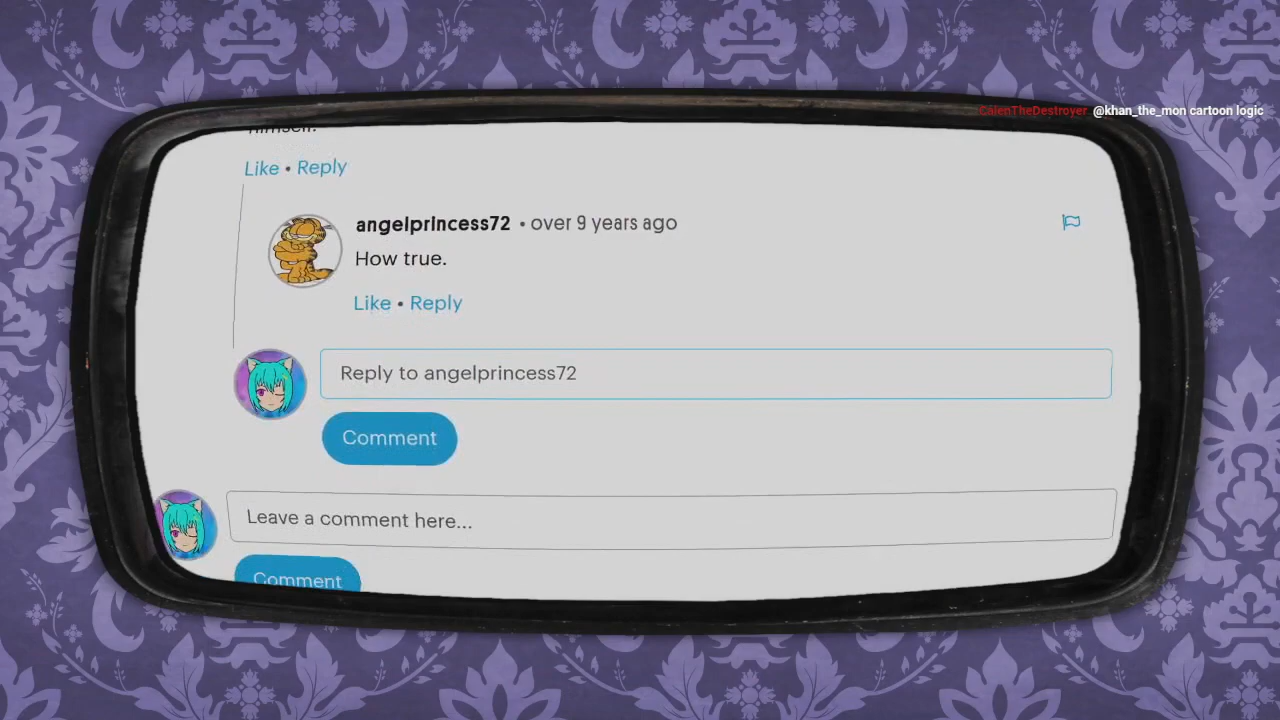 CalenTheDestroyer @khan_the_mon cartoon logic
himself.
Like • Reply
angelprincess72 • over 9 years ago
How true.
Like • Reply
Reply to angelprincess72
Comment
Leave a comment here...
Comment